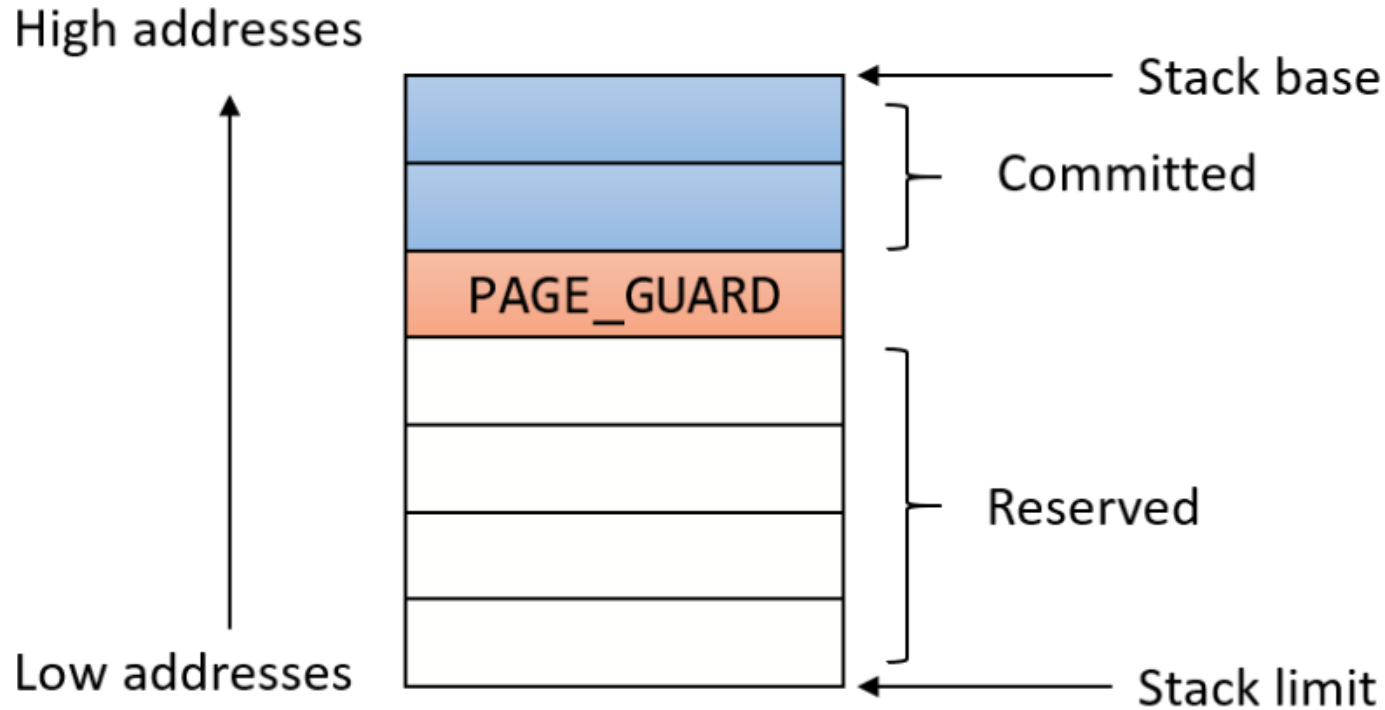 High addresses
Stack base
Committed
PAGE_GUARD
Reserved
Low addresses
Stack limit